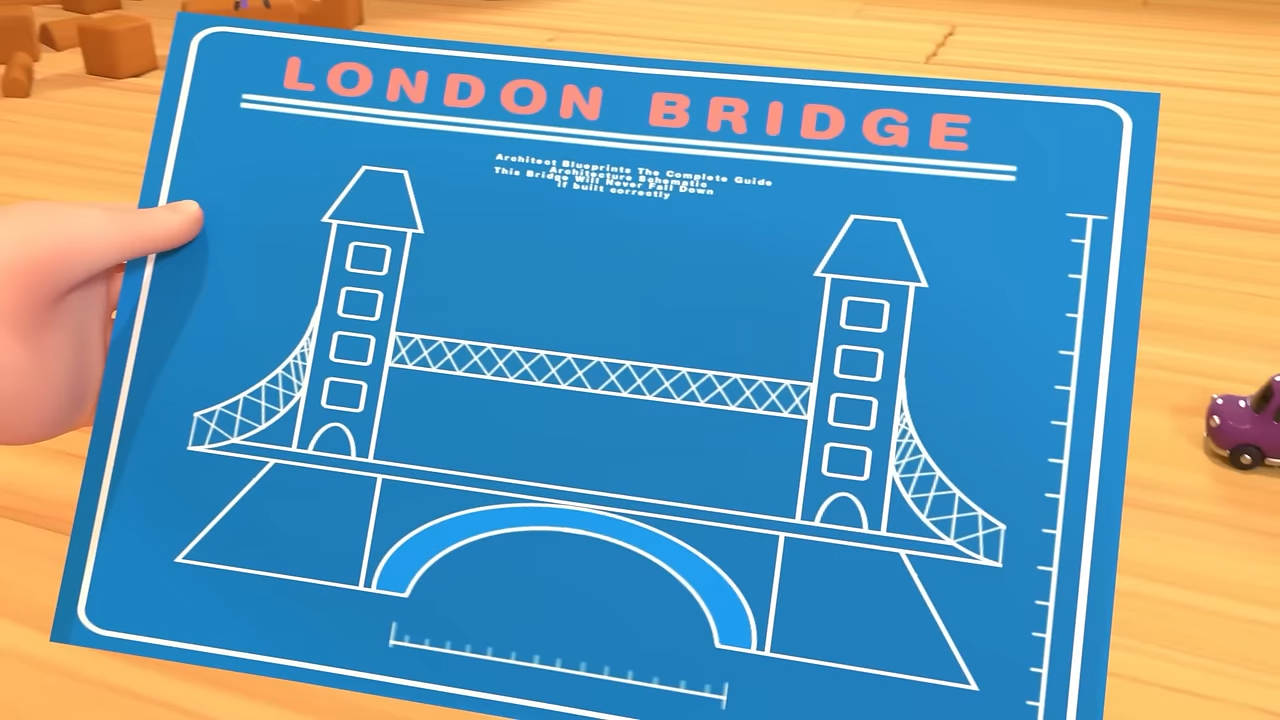 LONDON BRIDGE
Architect Blueprints The Complete Guide
Architecture Schematic
This Bridge Will Never Fall Down
if built correctly